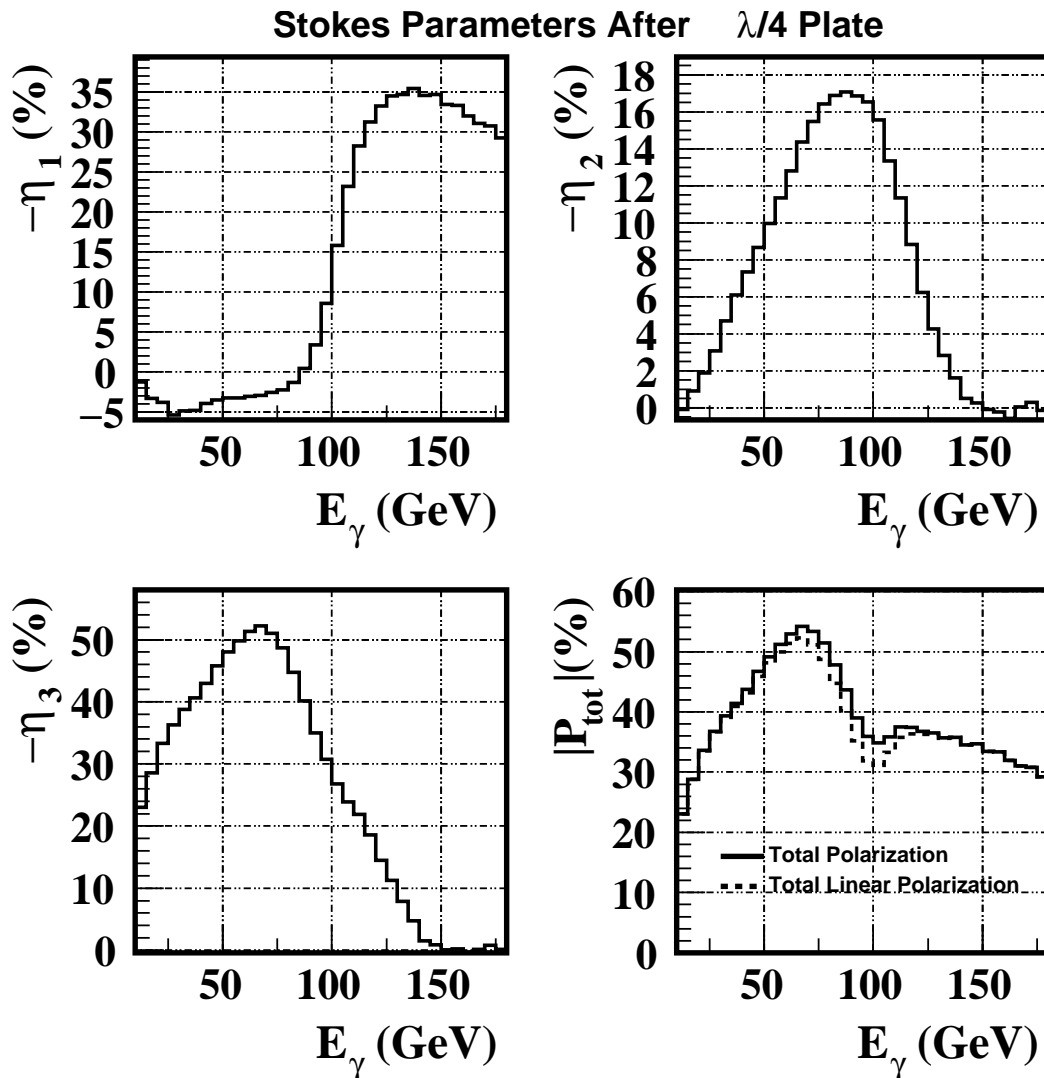 Stokes Parameters After λ/4 Plate
−η1 (%)
35
30
25
20
15
10
5
0
−5
50 100 150
Eγ (GeV)
−η2 (%)
18
16
14
12
10
8
6
4
2
0
50 100 150
Eγ (GeV)
−η3 (%)
50
40
30
20
10
0
50 100 150
Eγ (GeV)
|Ptot|(%)
60
50
40
30
20
10
0
Total Polarization
Total Linear Polarization
50 100 150
Eγ (GeV)